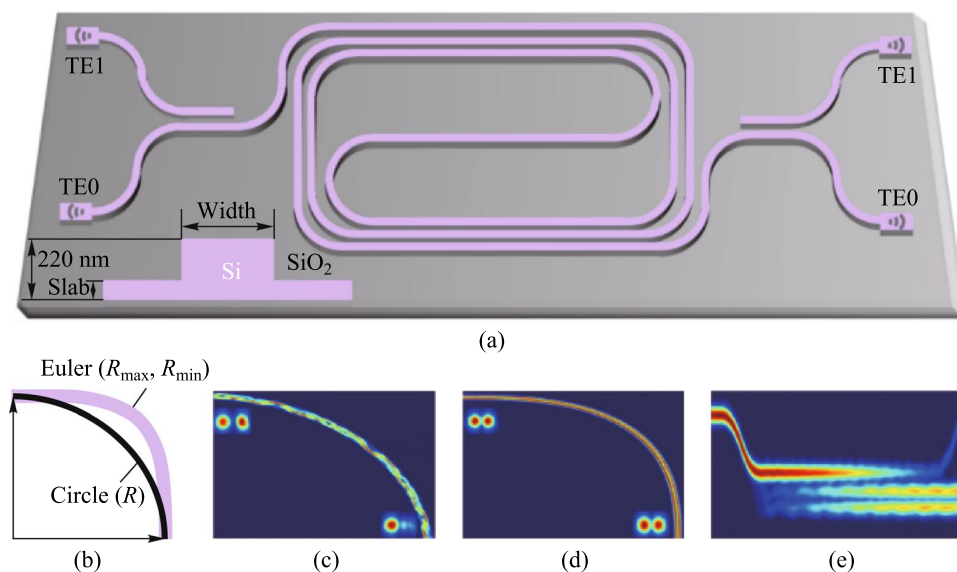 TE1
TE1
TE0
TE0
Width
220 nm
Si
SiO₂
Slab
(a)
Euler (Rmax, Rmin)
Circle (R)
(b)
(c)
(d)
(e)